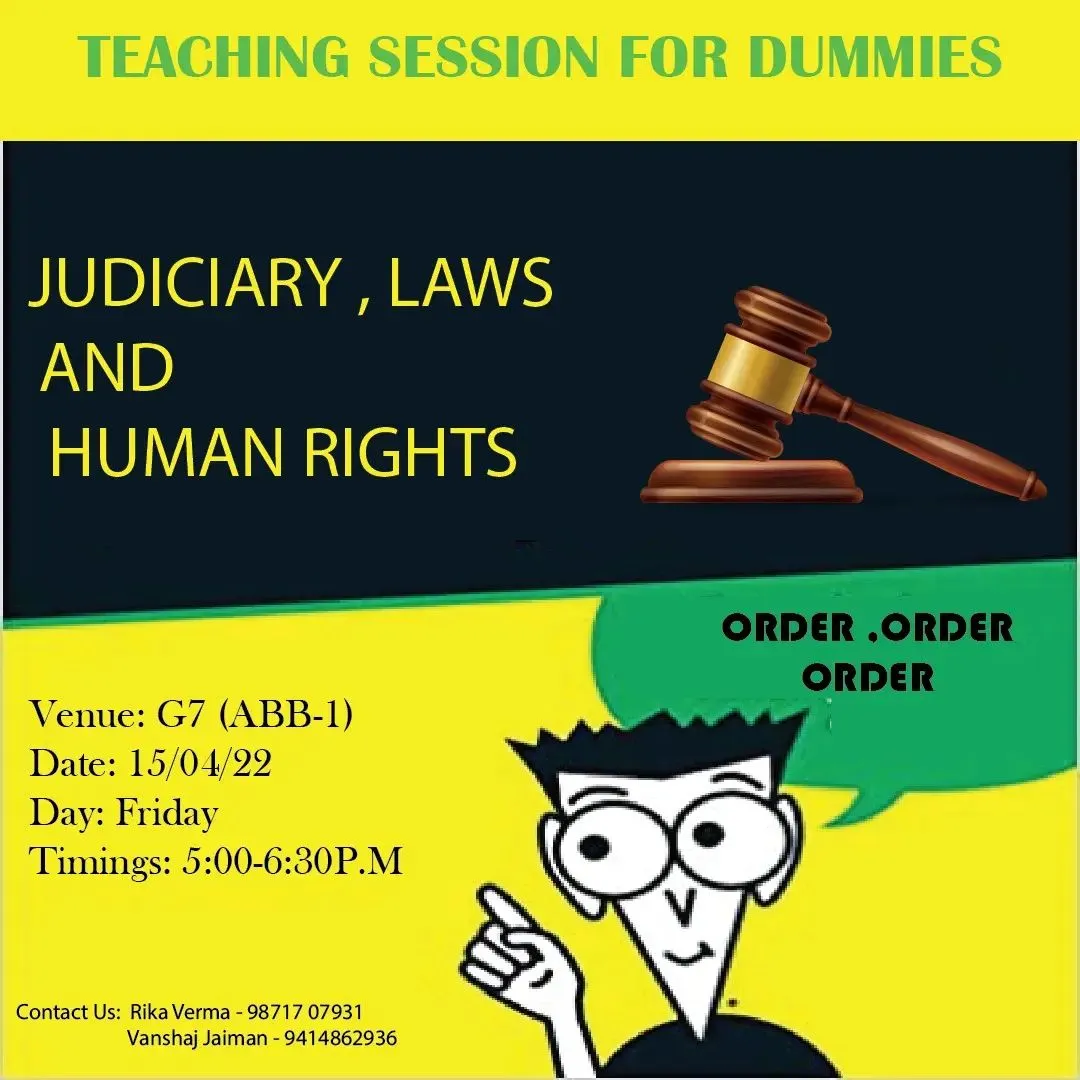 TEACHING SESSION FOR DUMMIES
JUDICIARY , LAWS
AND
HUMAN RIGHTS
ORDER ,ORDER
ORDER
Venue: G7 (ABB-1)
Date: 15/04/22
Day: Friday
Timings: 5:00-6:30P.M
Contact Us: Rika Verma - 98717 07931
Vanshaj Jaiman - 9414862936